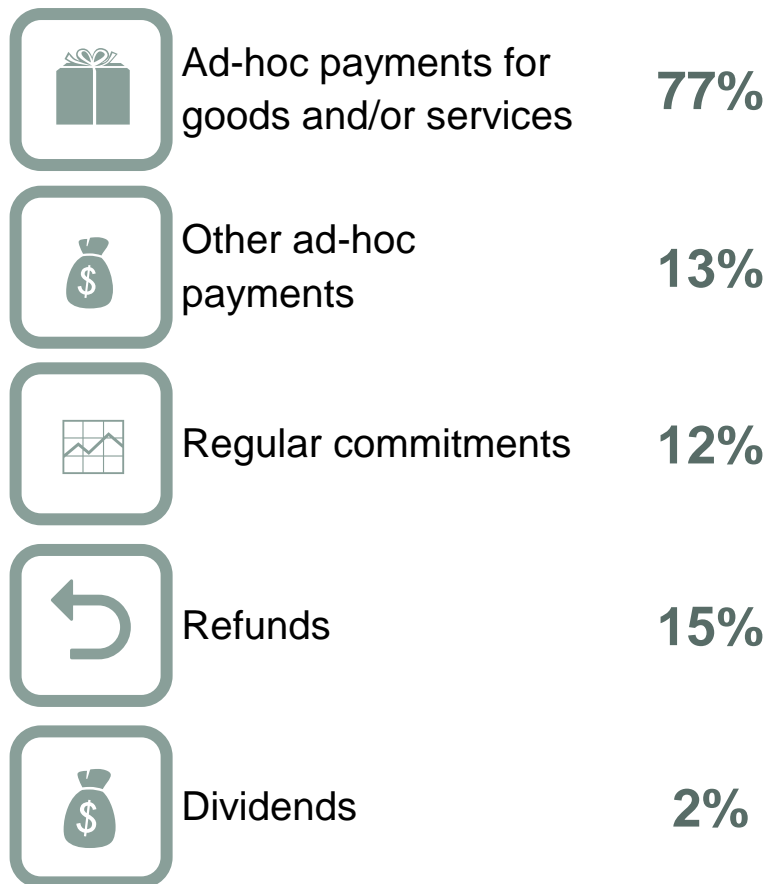 Ad-hoc payments for
goods and/or services
77%
Other ad-hoc
payments
13%
Regular commitments
12%
Refunds
15%
Dividends
2%
$
$